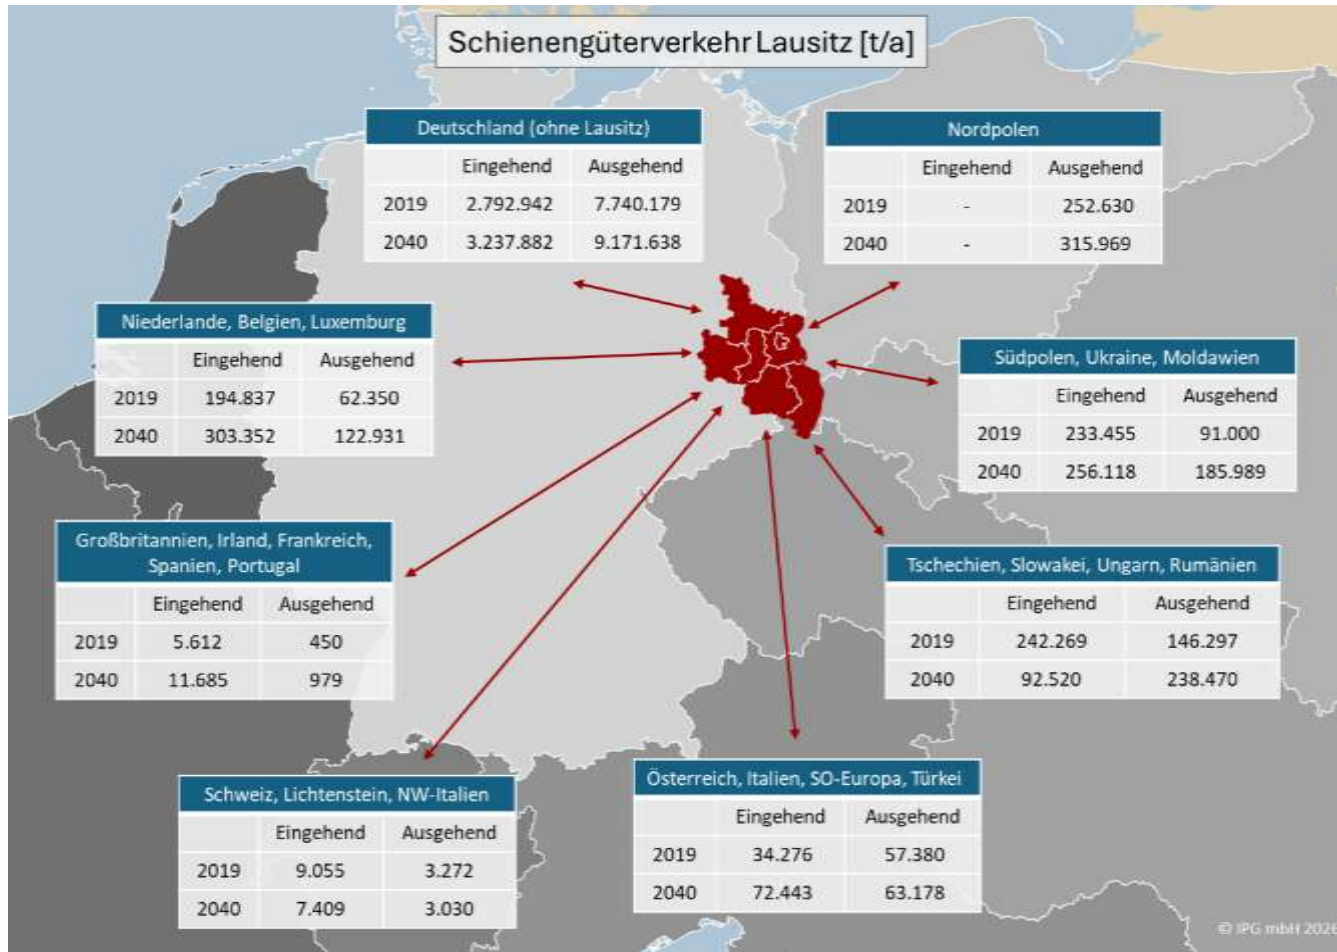 Schienengüterverkehr Lausitz [t/a]
Deutschland (ohne Lausitz)
Eingehend Ausgehend
2019 2.792.942 7.740.179
2040 3.237.882 9.171.638
Nordpolen
Eingehend Ausgehend
2019 - 252.630
2040 - 315.969
Niederlande, Belgien, Luxemburg
Eingehend Ausgehend
2019 194.837 62.350
2040 303.352 122.931
Südpolen, Ukraine, Moldawien
Eingehend Ausgehend
2019 233.455 91.000
2040 256.118 185.989
Großbritannien, Irland, Frankreich,
Spanien, Portugal
Eingehend Ausgehend
2019 5.612 450
2040 11.685 979
Tschechien, Slowakei, Ungarn, Rumänien
Eingehend Ausgehend
2019 242.269 146.297
2040 92.520 238.470
Schweiz, Lichtenstein, NW-Italien
Eingehend Ausgehend
2019 9.055 3.272
2040 7.409 3.030
Österreich, Italien, SO-Europa, Türkei
Eingehend Ausgehend
2019 34.276 57.380
2040 72.443 63.178
© IPG mbH 2026